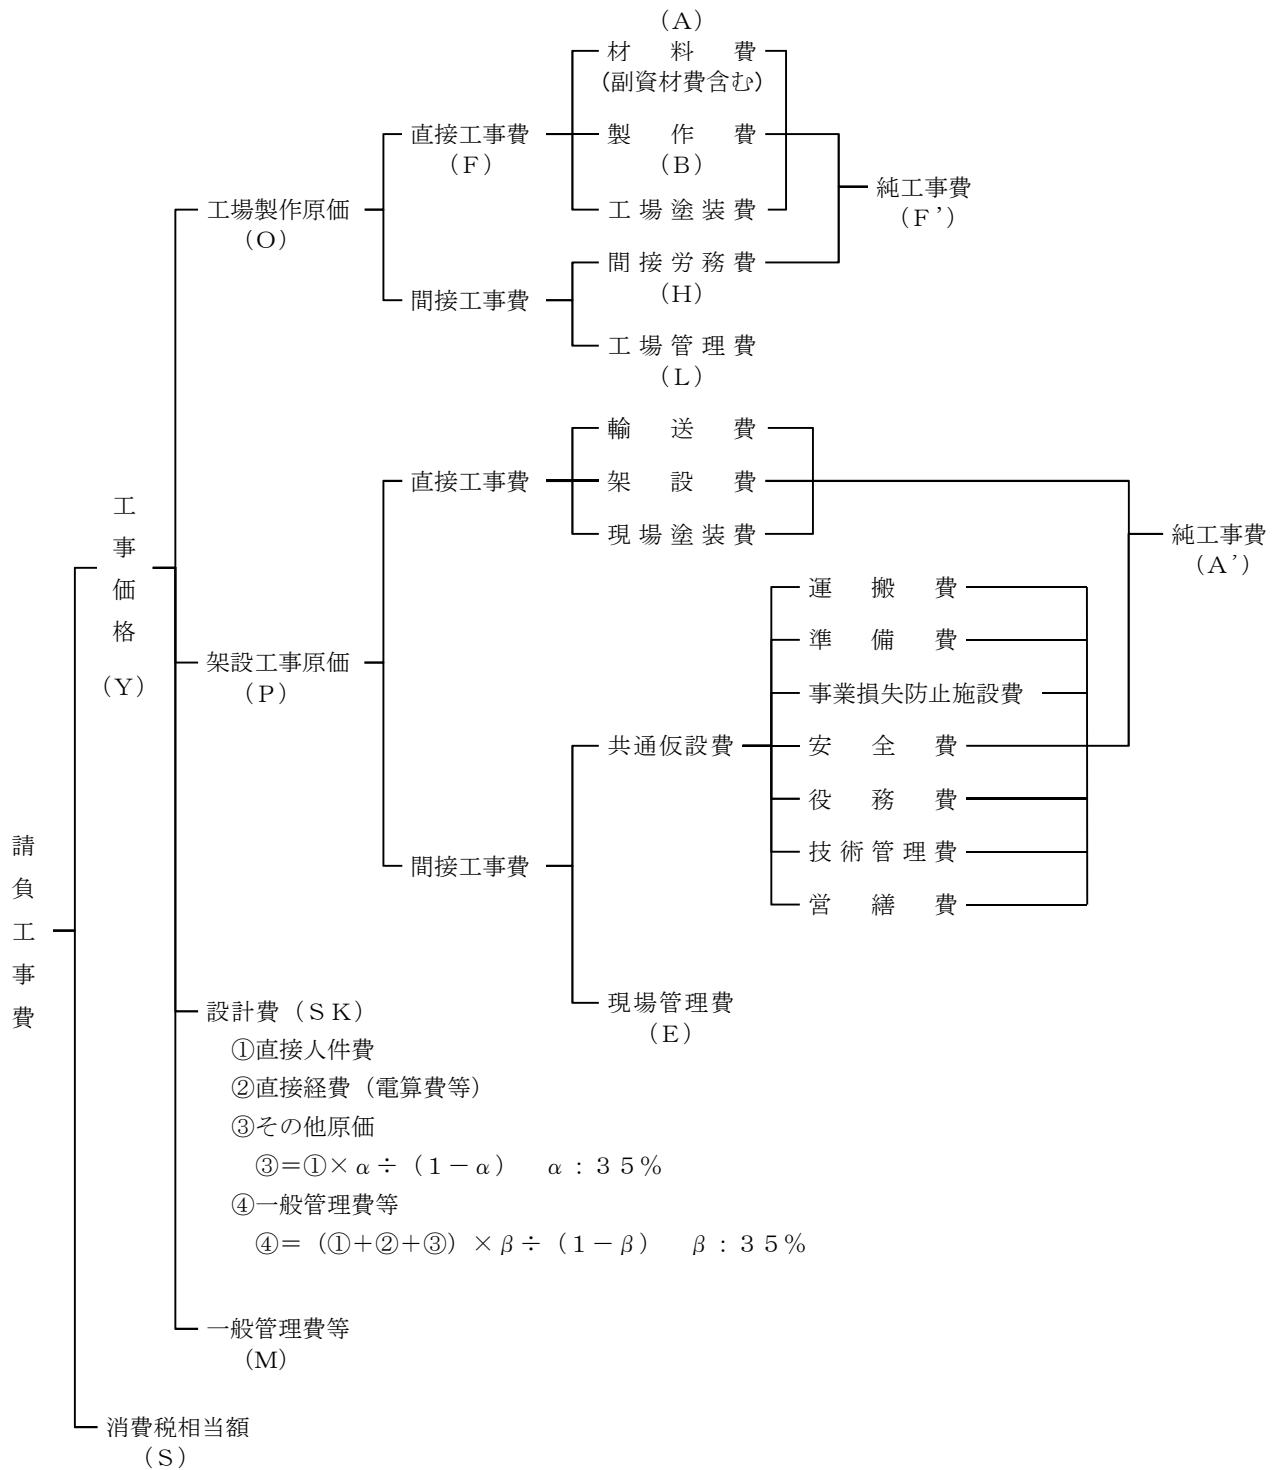 （A）
材料費
（副資材費含む）
直接工事費
（F）
製作費
（B）
工場塗装費
純工事費
（F’）
工場製作原価
（O）
間接労務費
（H）
間接工事費
工場管理費
（L）
輸送費
直接工事費
架設費
現場塗装費
純工事費
（A’）
工事価格
（Y）
運搬費
準備費
架設工事原価
（P）
事業損失防止施設費
共通仮設費
安全費
役務費
請負工事費
間接工事費
技術管理費
営繕費
現場管理費
（E）
設計費（SK）
①直接人件費
②直接経費（電算費等）
③その他原価
③＝①×α÷（1－α）　α：35％
④一般管理費等
④＝（①＋②＋③）×β÷（1－β）　β：35％
一般管理費等
（M）
消費税相当額
（S）